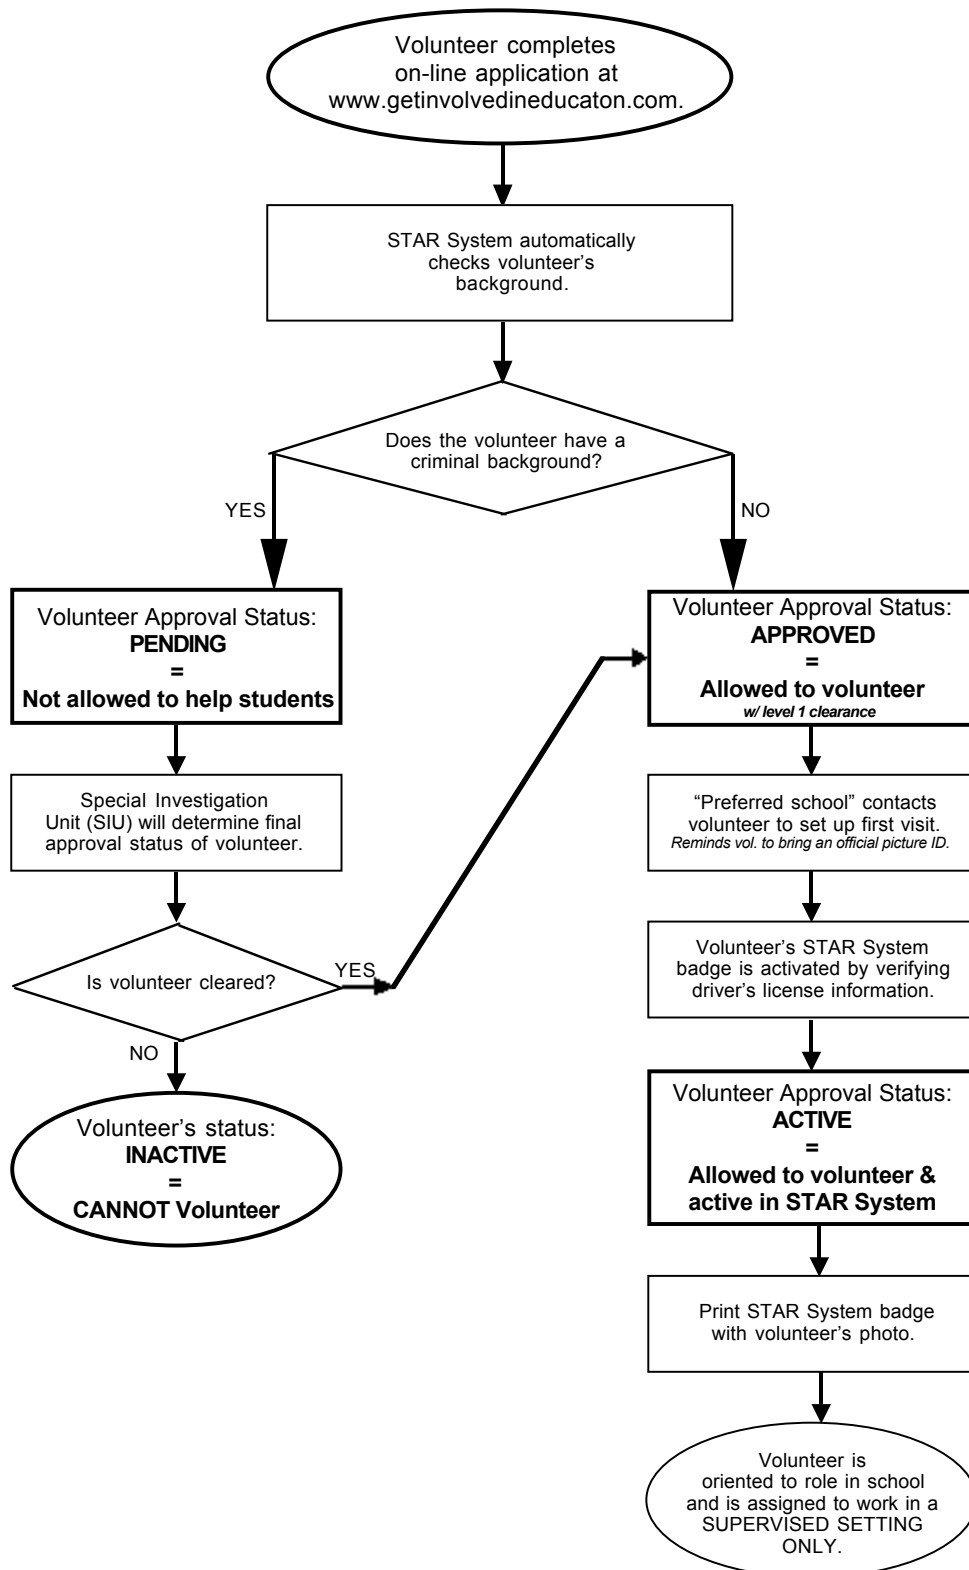 Volunteer completes
on-line application at
www.getinvolvedineducaton.com.
STAR System automatically
checks volunteer's
background.
Does the volunteer have a
criminal background?
YES
NO
Volunteer Approval Status:
PENDING
=
Not allowed to help students
Volunteer Approval Status:
APPROVED
=
Allowed to volunteer
w/ level 1 clearance
Special Investigation
Unit (SIU) will determine final
approval status of volunteer.
“Preferred school” contacts
volunteer to set up first visit.
Reminds vol. to bring an official picture ID.
Is volunteer cleared?
YES
NO
Volunteer's STAR System
badge is activated by verifying
driver's license information.
Volunteer's status:
INACTIVE
=
CANNOT Volunteer
Volunteer Approval Status:
ACTIVE
=
Allowed to volunteer &
active in STAR System
Print STAR System badge
with volunteer's photo.
Volunteer is
oriented to role in school
and is assigned to work in a
SUPERVISED SETTING
ONLY.